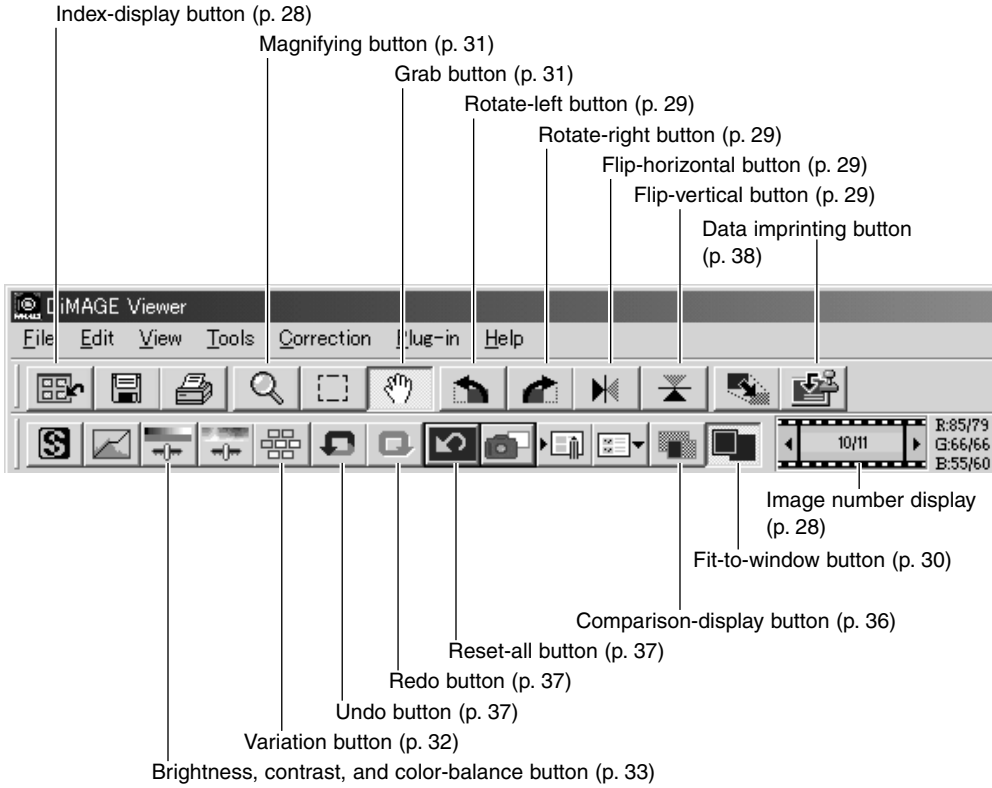 Index-display button (p. 28)
Magnifying button (p. 31)
Grab button (p. 31)
Rotate-left button (p. 29)
Rotate-right button (p. 29)
Flip-horizontal button (p. 29)
Flip-vertical button (p. 29)
Data imprinting button
(p. 38)
DiMAGE Viewer
File Edit View Tools Correction Plug-in Help
S
10/11
R:85/79
G:66/66
B:55/60
Image number display
(p. 28)
Fit-to-window button (p. 30)
Comparison-display button (p. 36)
Reset-all button (p. 37)
Redo button (p. 37)
Undo button (p. 37)
Variation button (p. 32)
Brightness, contrast, and color-balance button (p. 33)